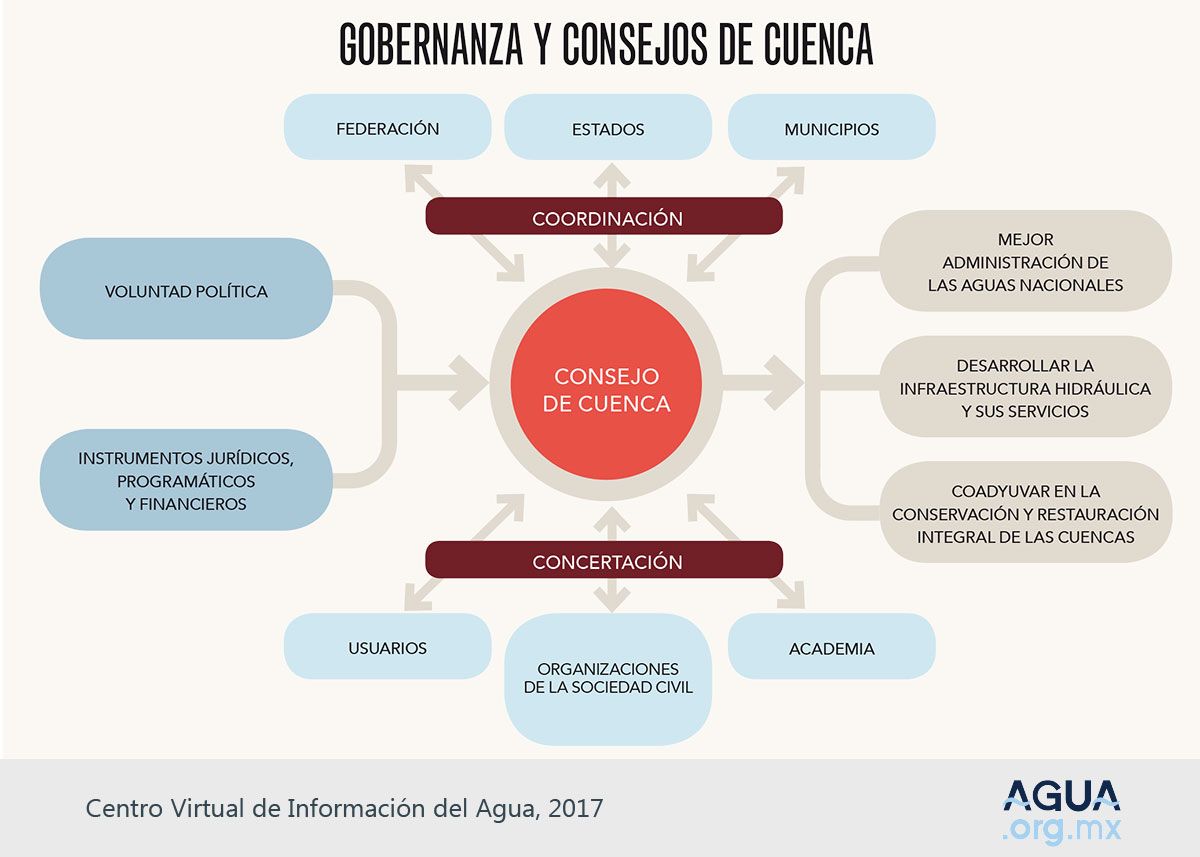 GOBERNANZA Y CONSEJOS DE CUENCA
FEDERACIÓN
ESTADOS
MUNICIPIOS
COORDINACIÓN
VOLUNTAD POLÍTICA
INSTRUMENTOS JURÍDICOS,
PROGRAMÁTICOS
Y FINANCIEROS
CONSEJO
DE CUENCA
MEJOR
ADMINISTRACIÓN DE
LAS AGUAS NACIONALES
DESARROLLAR LA
INFRAESTRUCTURA HIDRÁULICA
Y SUS SERVICIOS
COADYUVAR EN LA
CONSERVACIÓN Y RESTAURACIÓN
INTEGRAL DE LAS CUENCAS
CONCERTACIÓN
USUARIOS
ORGANIZACIONES
DE LA SOCIEDAD CIVIL
ACADEMIA
Centro Virtual de Información del Agua, 2017
AGUA
.org.mx